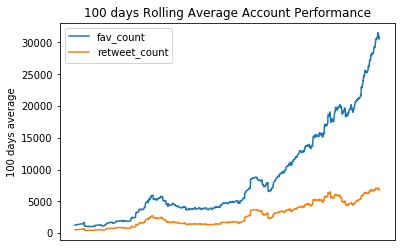 100 days Rolling Average Account Performance
fav_count
retweet_count
100 days average
30000
25000
20000
15000
10000
5000
0